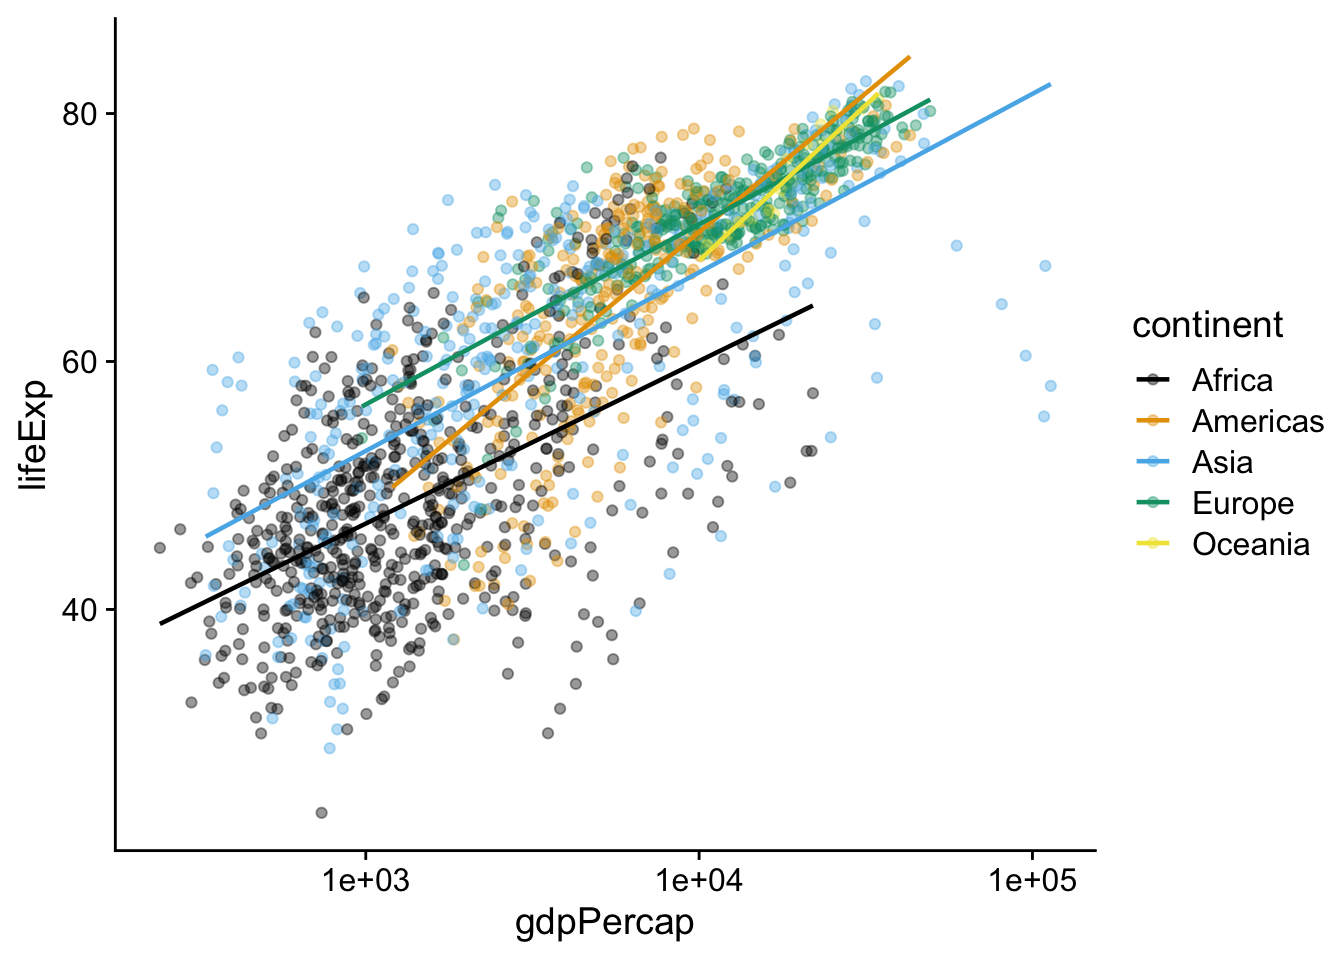 80
60
40
lifeExp
1e+03
1e+04
1e+05
gdpPercap
continent
Africa
Americas
Asia
Europe
Oceania